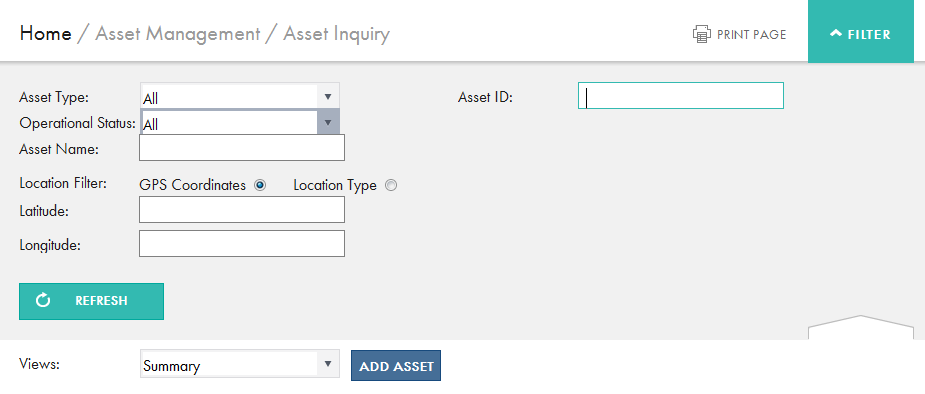 Home / Asset Management / Asset Inquiry
PRINT PAGE
FILTER
Asset Type: All
Asset ID:
Operational Status: All
Asset Name:
Location Filter: GPS Coordinates Location Type
Latitude:
Longitude:
REFRESH
Views: Summary ADD ASSET